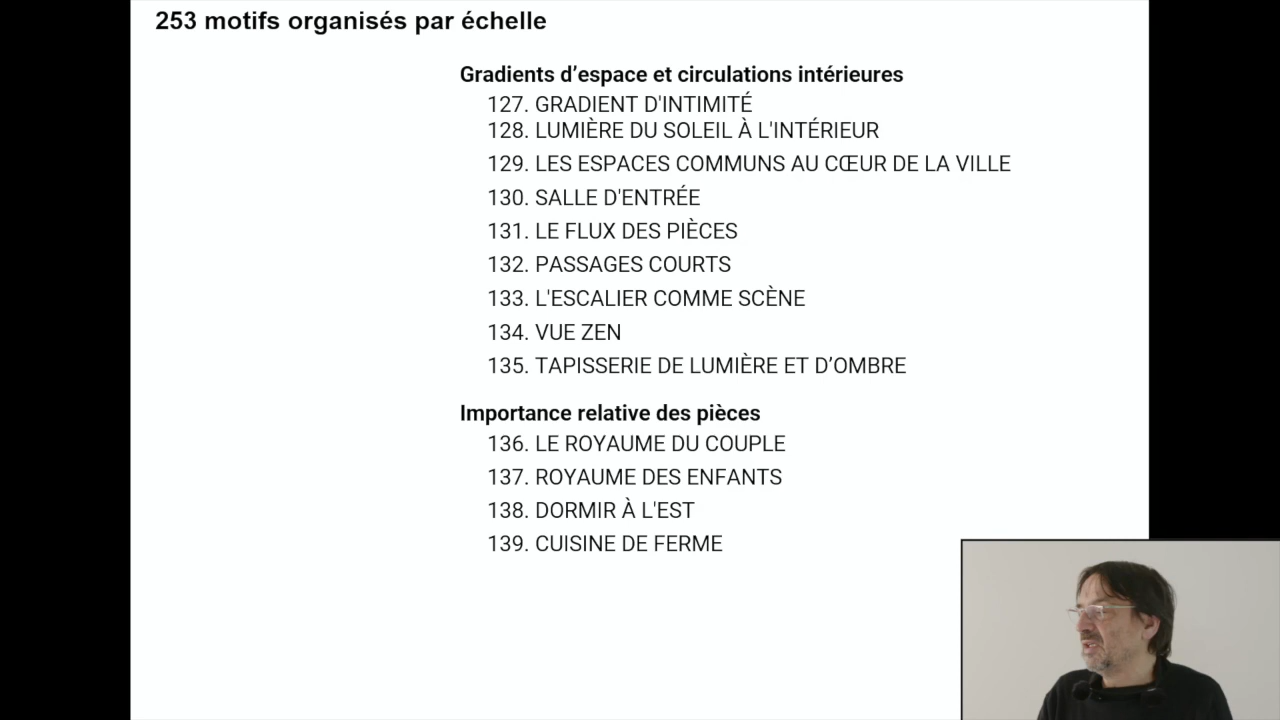 253 motifs organisés par échelle
Gradients d’espace et circulations intérieures
127. GRADIENT D'INTIMITÉ
128. LUMIÈRE DU SOLEIL À L'INTÉRIEUR
129. LES ESPACES COMMUNS AU CŒUR DE LA VILLE
130. SALLE D'ENTRÉE
131. LE FLUX DES PIÈCES
132. PASSAGES COURTS
133. L'ESCALIER COMME SCÈNE
134. VUE ZEN
135. TAPISSERIE DE LUMIÈRE ET D’OMBRE
Importance relative des pièces
136. LE ROYAUME DU COUPLE
137. ROYAUME DES ENFANTS
138. DORMIR À L'EST
139. CUISINE DE FERME